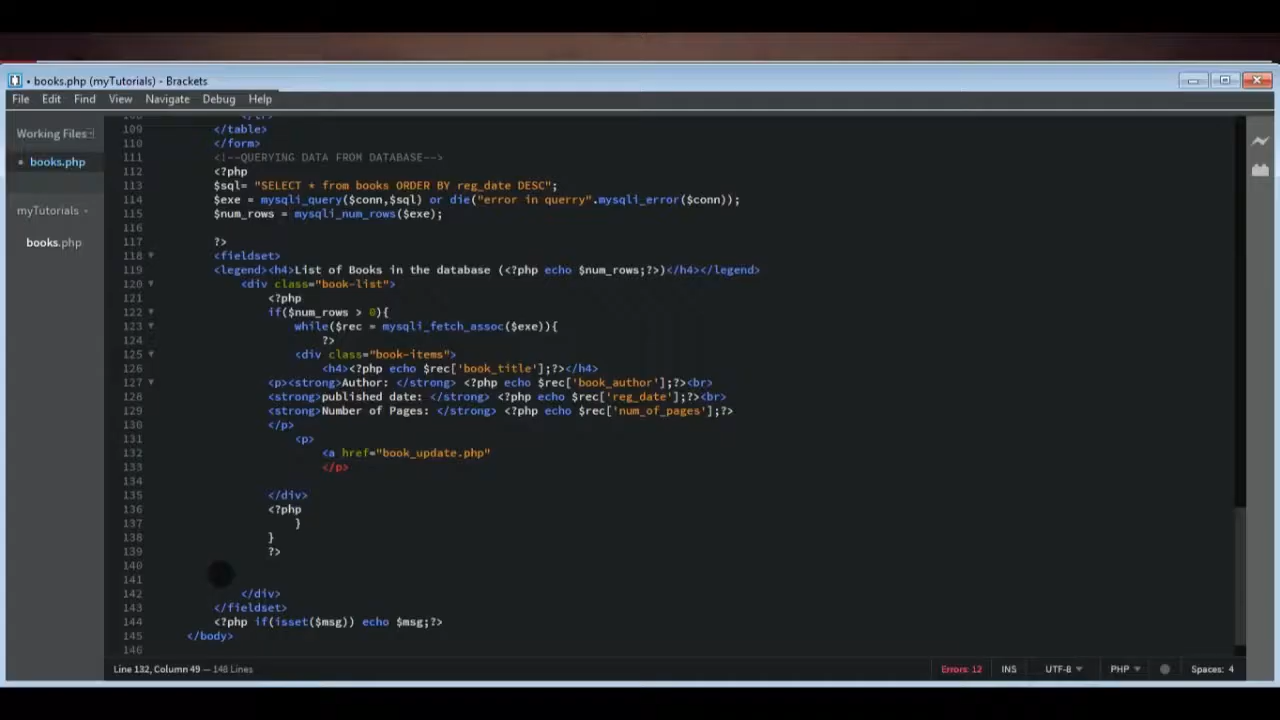 • books.php (myTutorials) - Brackets
File Edit Find View Navigate Debug Help
Working Files
• books.php
myTutorials
books.php
109 </table>
110 </form>
111 <!--QUERYING DATA FROM DATABASE-->
112 <?php
113 $sql= "SELECT * from books ORDER BY reg_date DESC";
114 $exe = mysqli_query($conn,$sql) or die("error in querry".mysqli_error($conn));
115 $num_rows = mysqli_num_rows($exe);
116
117 ?>
118 <fieldset>
119 <legend><h4>List of Books in the database (<?php echo $num_rows;?>)</h4></legend>
120 <div class="book-list">
121 <?php
122 if($num_rows > 0){
123 while($rec = mysqli_fetch_assoc($exe)){
124 ?>
125 <div class="book-items">
126 <h4><?php echo $rec['book_title'];?></h4>
127 <p><strong>Author: </strong> <?php echo $rec['book_author'];?><br>
128 <strong>published date: </strong> <?php echo $rec['reg_date'];?><br>
129 <strong>Number of Pages: </strong> <?php echo $rec['num_of_pages'];?>
130 </p>
131 <p>
132 <a href="book_update.php"
133 </p>
134
135 </div>
136 <?php
137 }
138 }
139 ?>
140
141
142 </div>
143 </fieldset>
144 <?php if(isset($msg)) echo $msg;?>
145 </body>
146
Line 132, Column 49 — 148 Lines
Errors: 12 INS UTF-8 PHP Spaces: 4